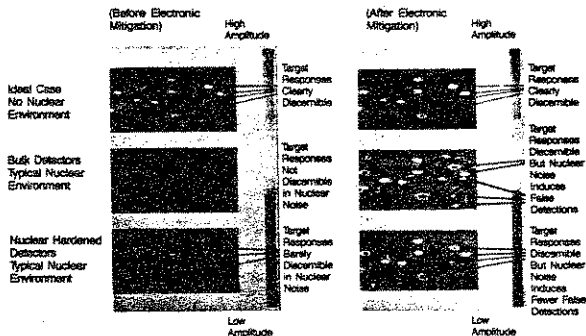 (Before Electronic
Mitigation)
High
Amplitude
Ideal Case
No Nuclear
Environment
Target
Responses
Clearly
Discernible
Bulk Detectors
Typical Nuclear
Environment
Target
Responses
Not
Discernible
in Nuclear
Noise
Nuclear Hardened
Detectors
Typical Nuclear
Environment
Target
Responses
Barely
Discernible
in Nuclear
Noise
Low
Amplitude
(After Electronic
Mitigation)
High
Amplitude
Target
Responses
Clearly
Discernible
Target
Responses
Discernible
But Nuclear
Noise
Induces
False
Detections
Target
Responses
Discernible
But Nuclear
Noise
Induces
Fewer False
Detections
Low
Amplitude